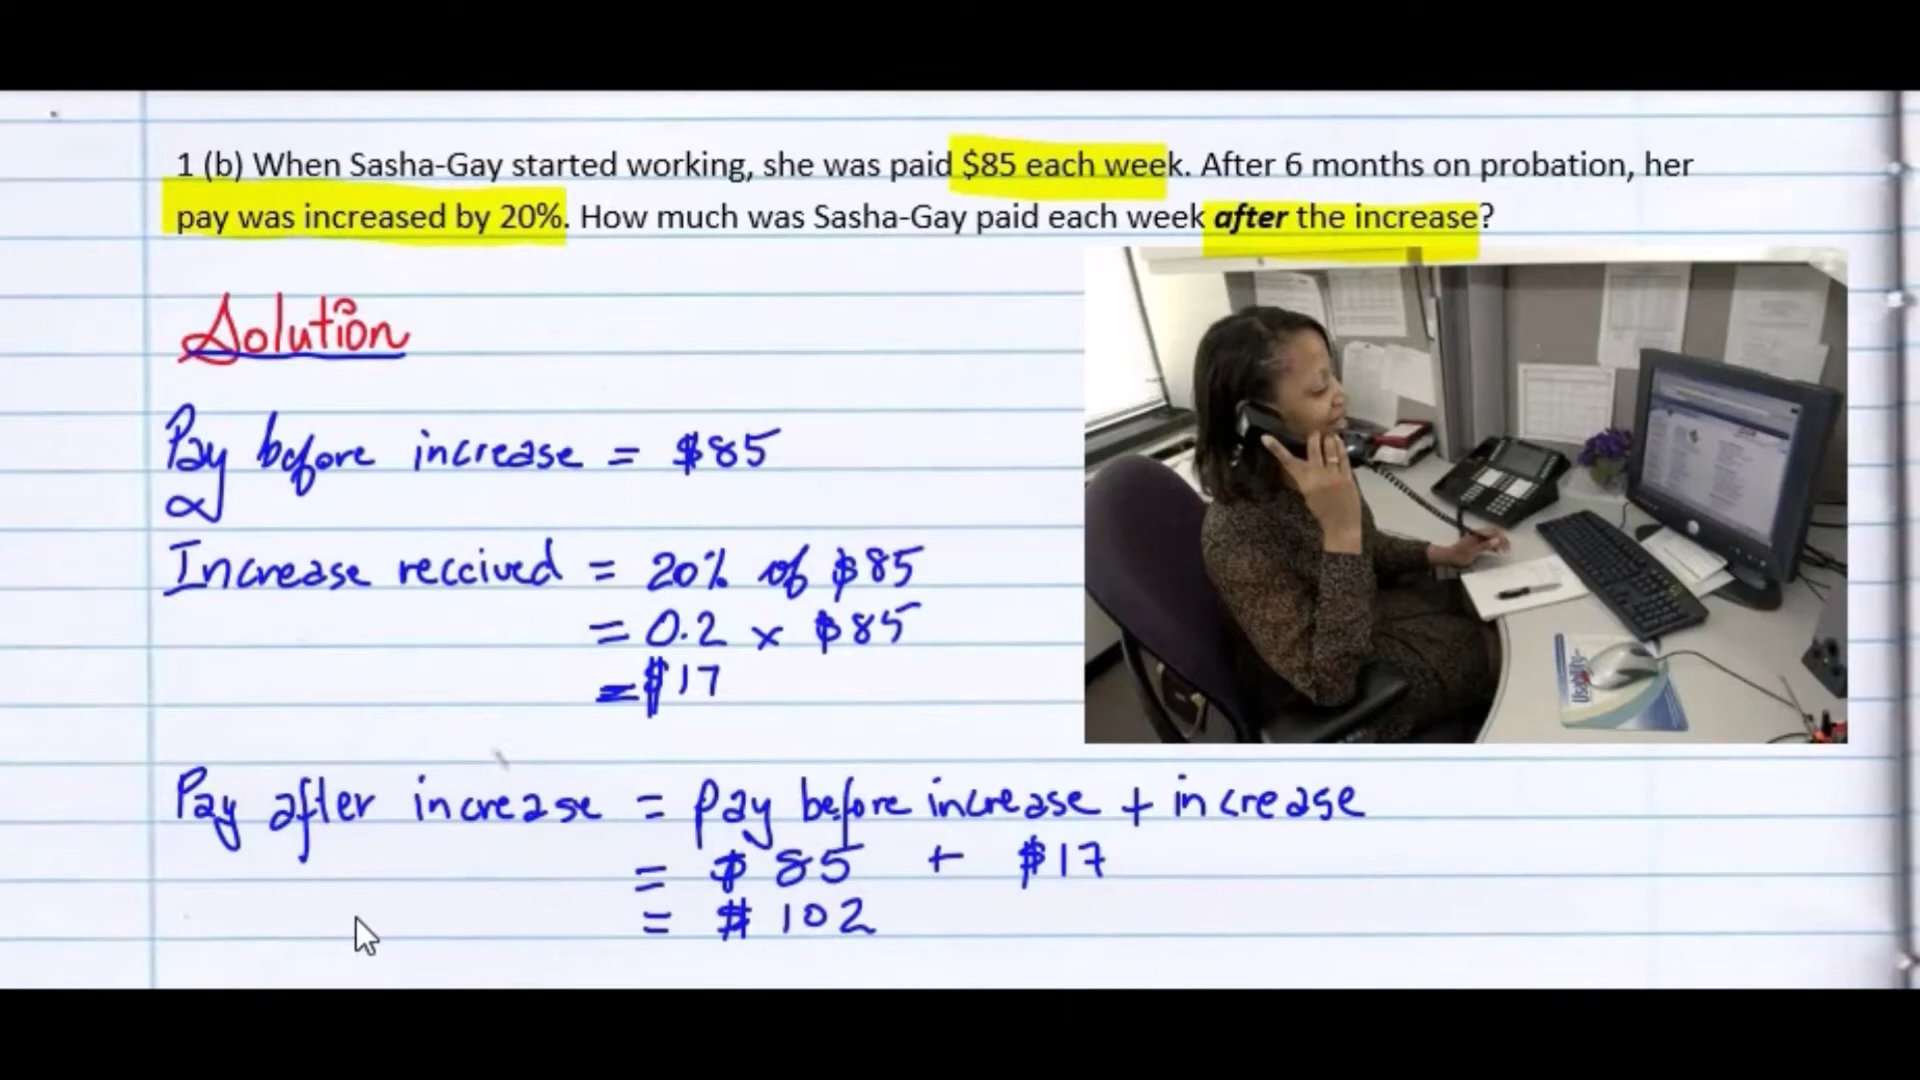 1 (b) When Sasha-Gay started working, she was paid $85 each week. After 6 months on probation, her
pay was increased by 20%. How much was Sasha-Gay paid each week after the increase?
Solution
Pay before increase = $85
Increase received = 20% of $85
= 0.2 x $85
= $17
Pay after increase = pay before increase + increase
= $85 + $17
= $102